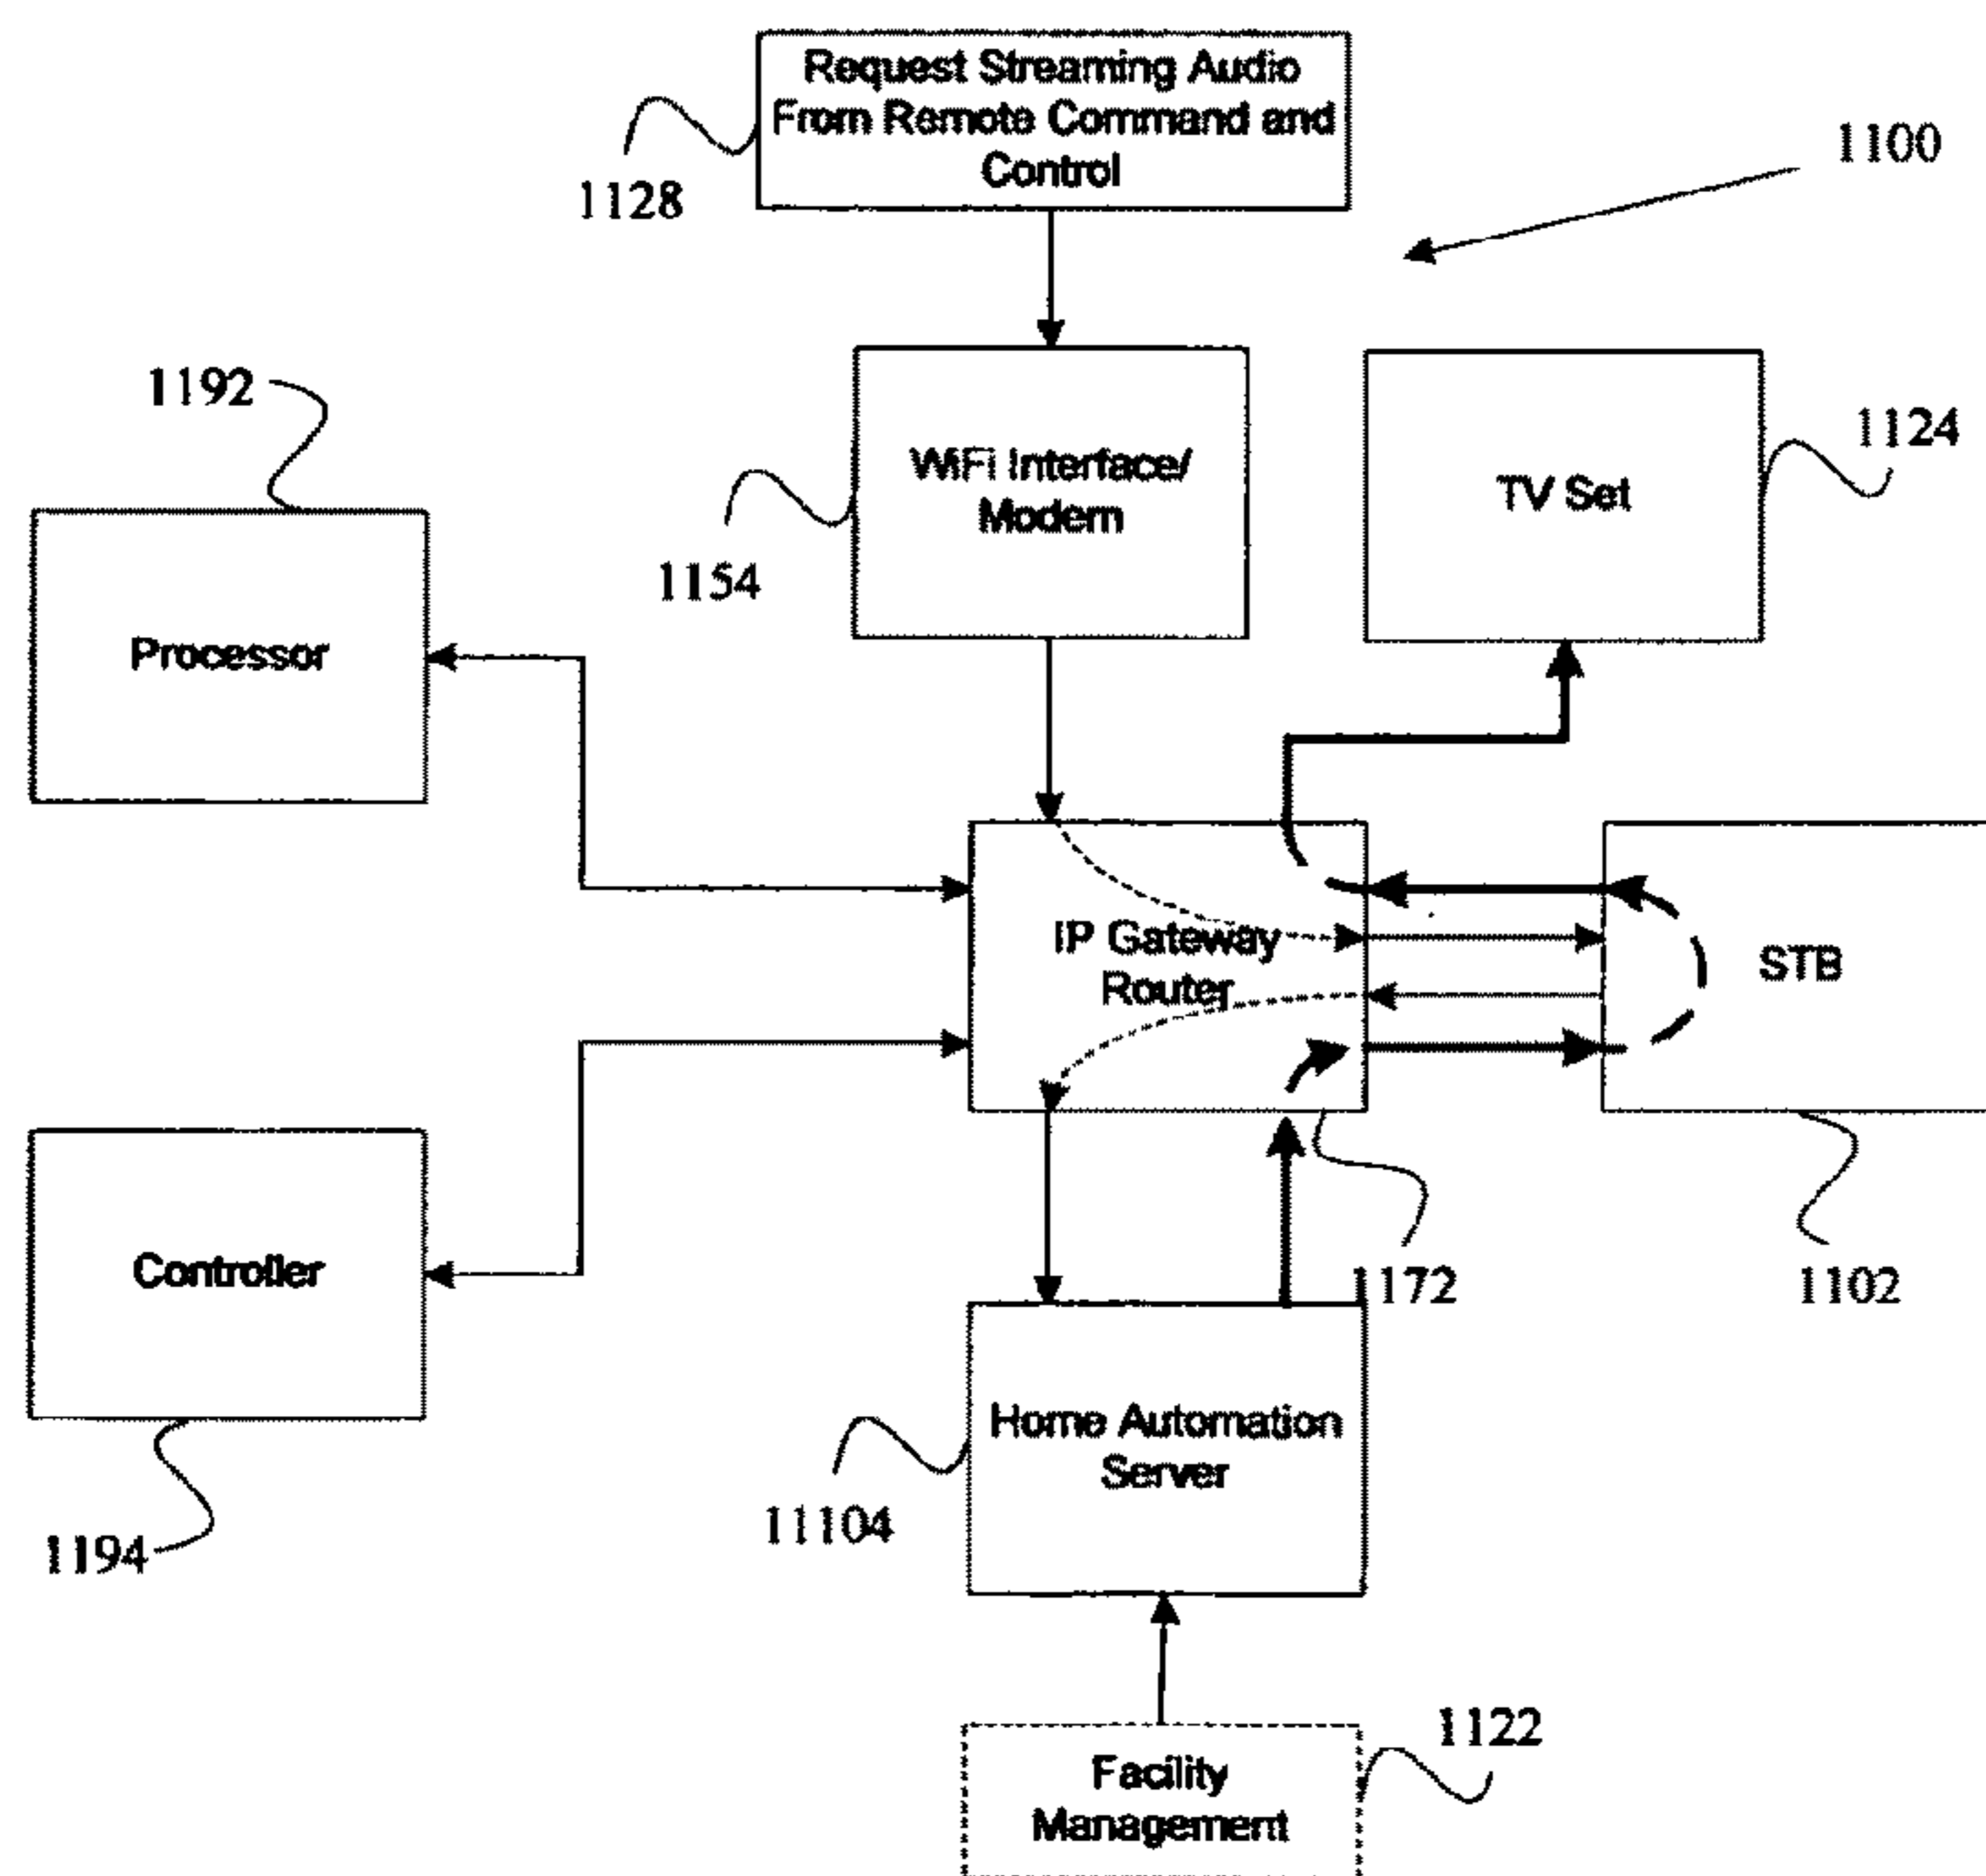 Request Streaming Audio
From Remote Command and
Control
1100
1128
1192
WiFi Interface/
Modem
TV Set
1124
1154
Processor
IP Gateway
Router
STB
Controller
1172
1102
Home Automation
Server
11104
1194
1122
Facility
Management